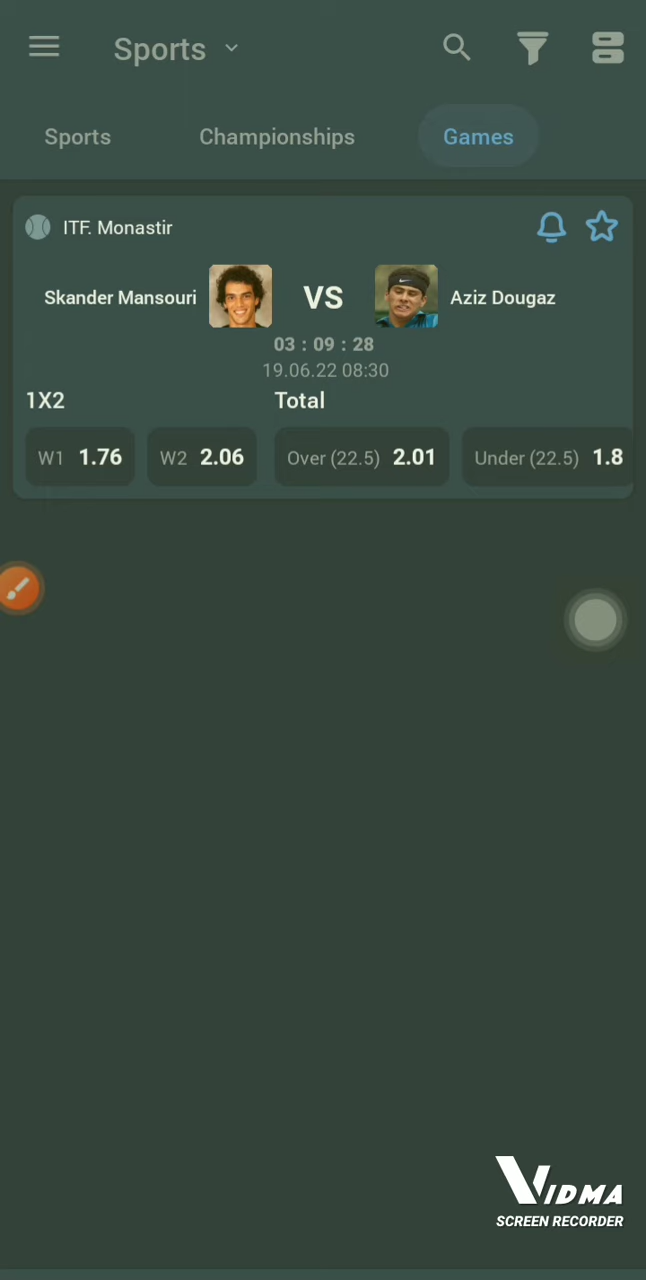 Sports
Sports Championships Games
ITF. Monastir
Skander Mansouri VS Aziz Dougaz
03 : 09 : 28
19.06.22 08:30
1X2 Total
W1 1.76 W2 2.06 Over (22.5) 2.01 Under (22.5) 1.8
VIDMA
SCREEN RECORDER